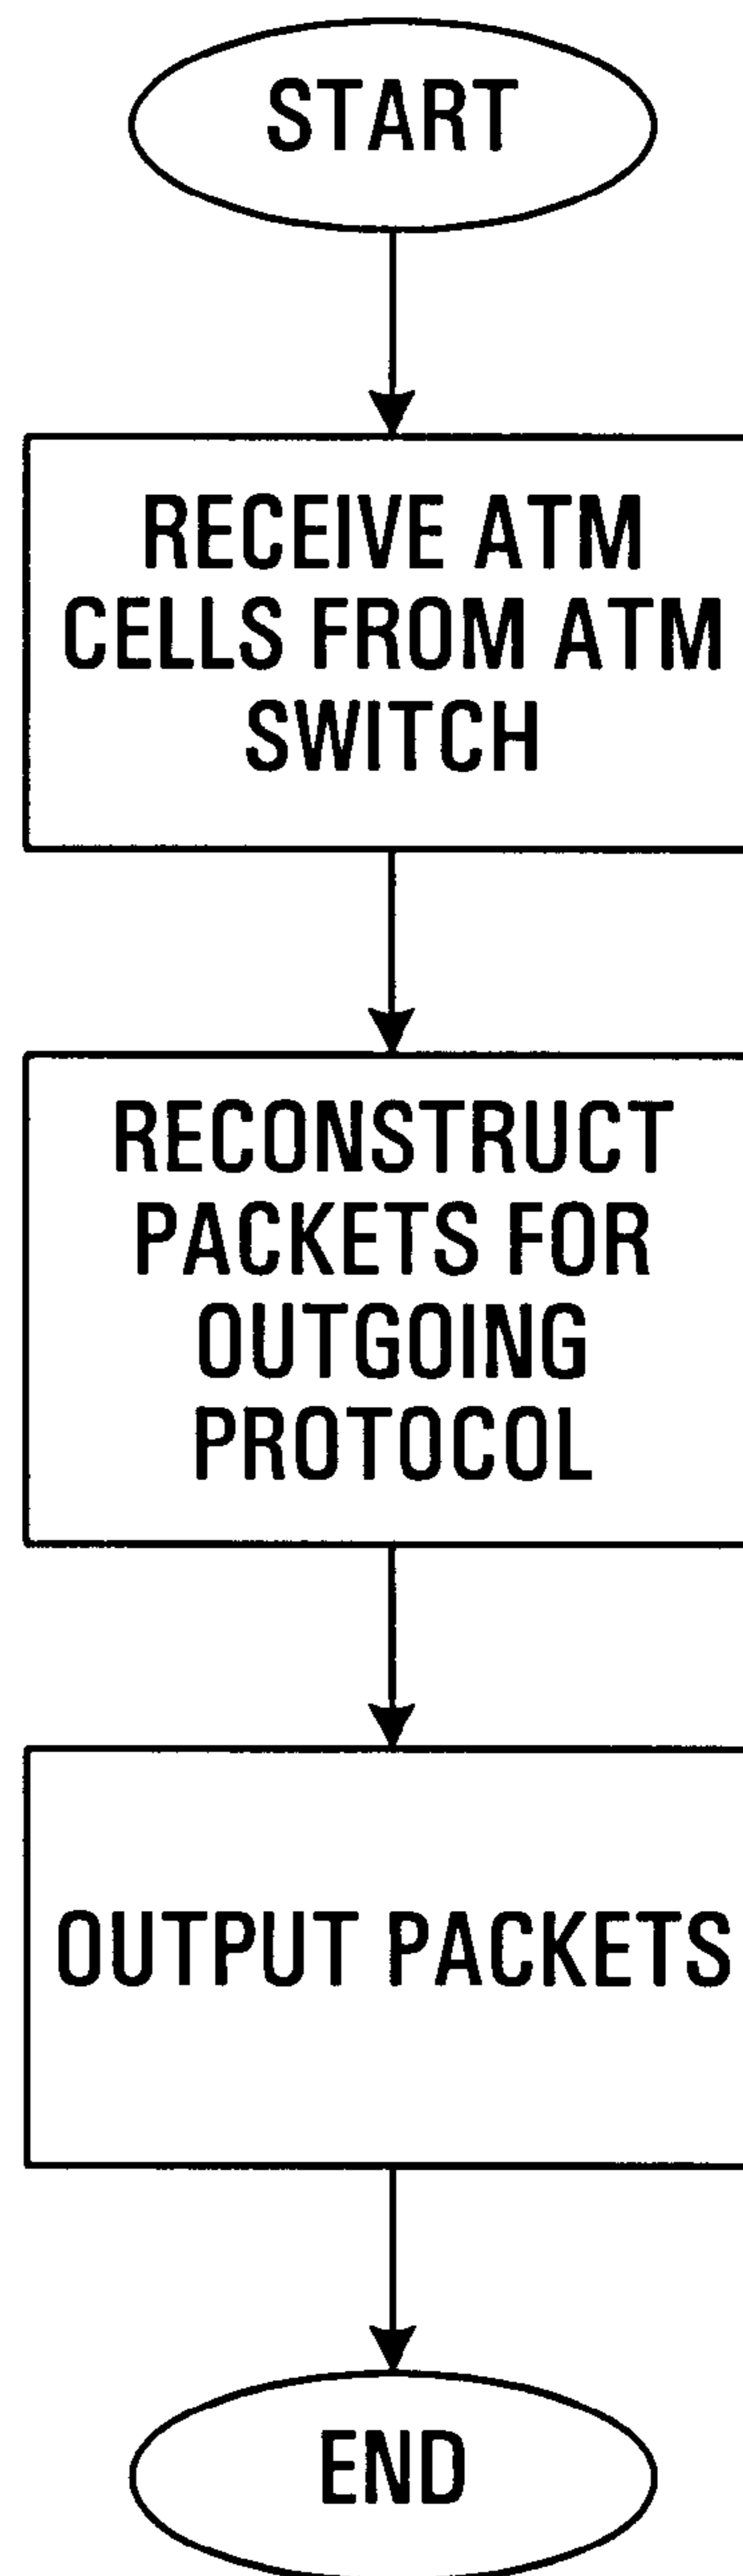 START
RECEIVE ATM
CELLS FROM ATM
SWITCH
RECONSTRUCT
PACKETS FOR
OUTGOING
PROTOCOL
OUTPUT PACKETS
END